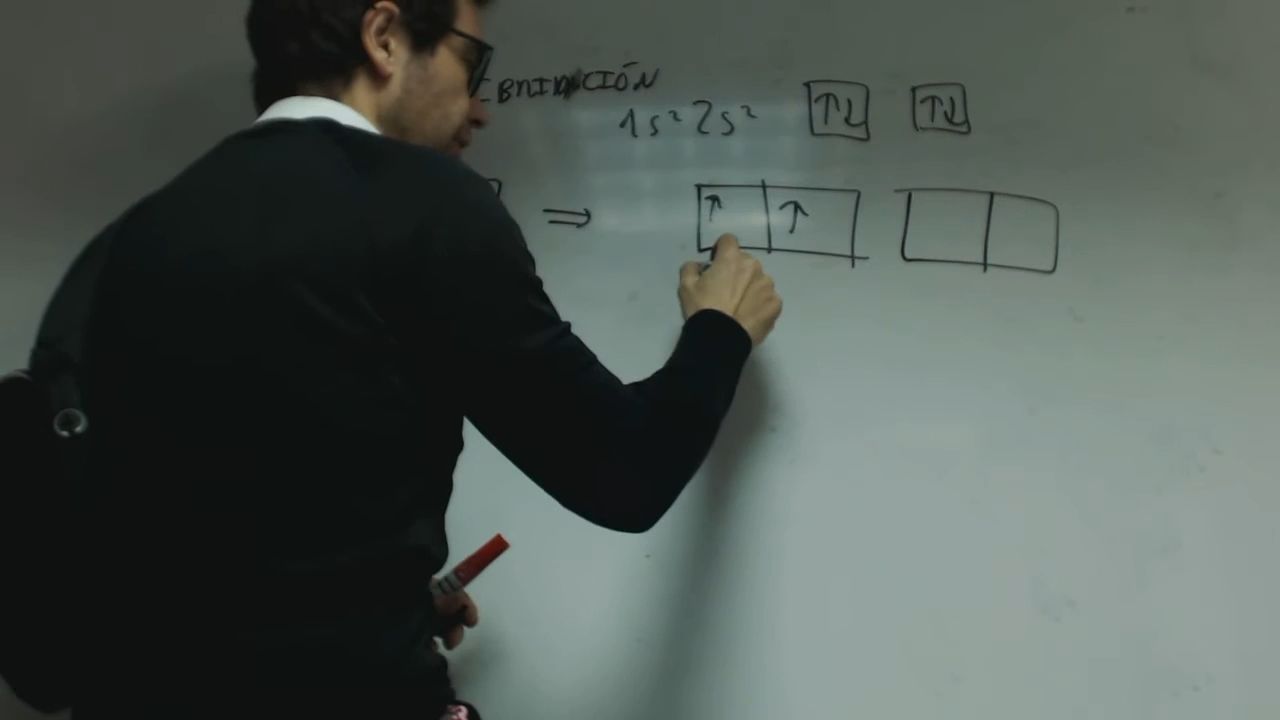 1s² 2s² ↑↓ ↑↓
⇒ ↑ ↑